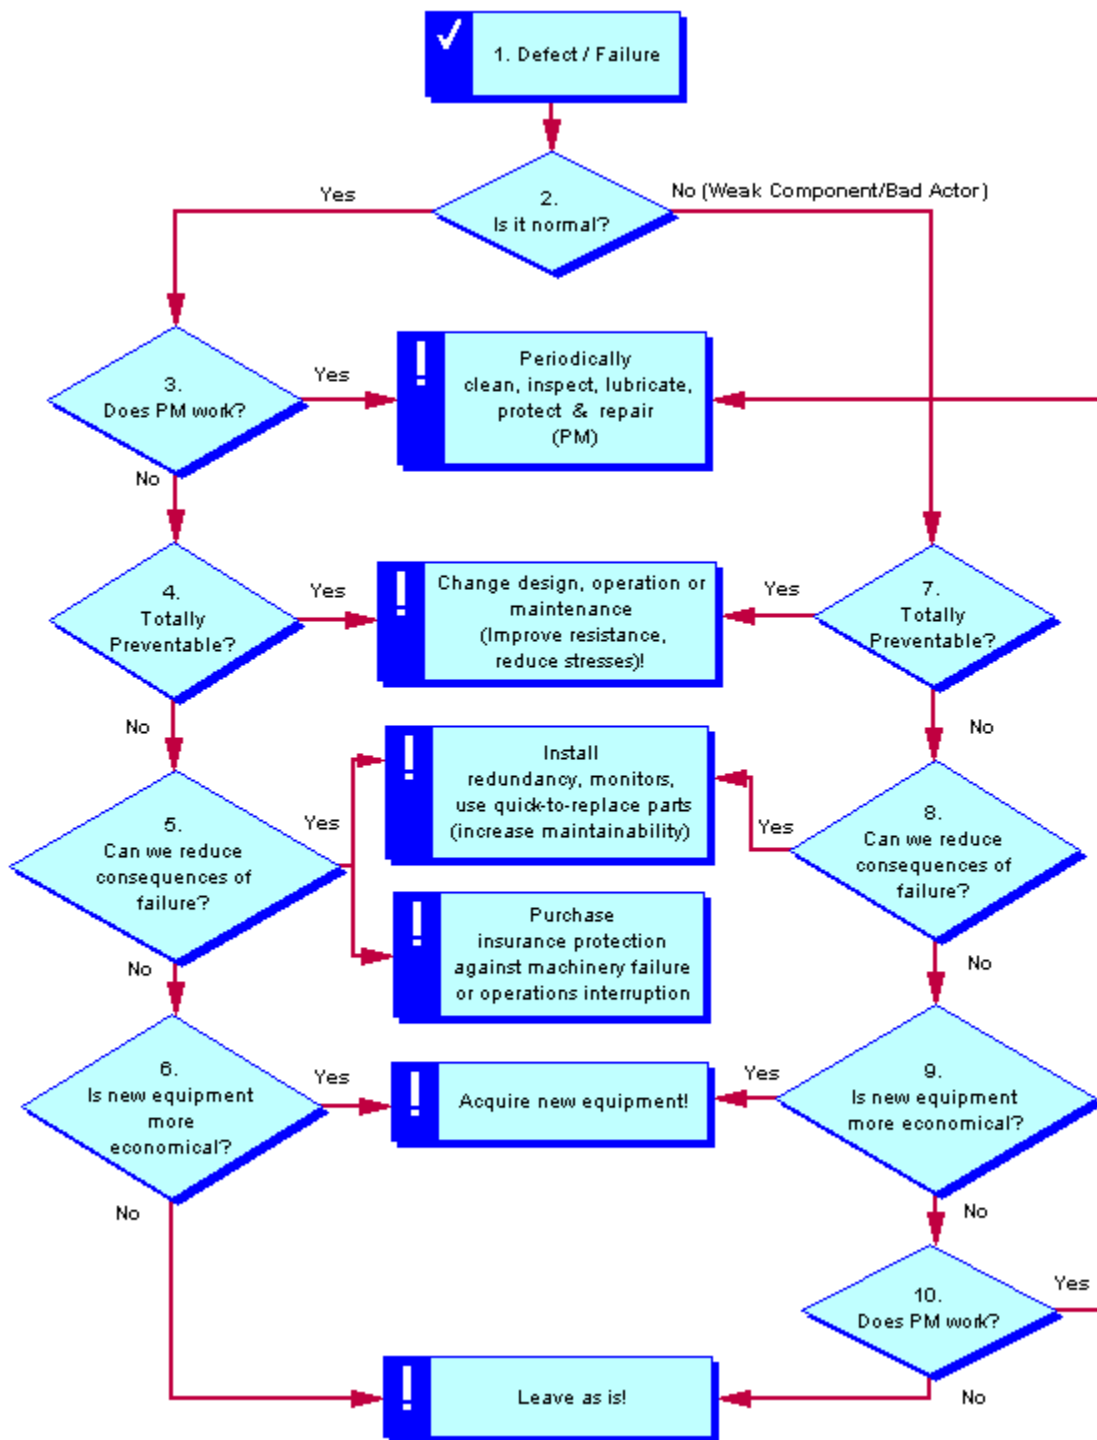 1. Defect / Failure
Yes
2.
Is it normal?
No (Weak Component/Bad Actor)
3.
Does PM work?
Yes
Periodically
clean, inspect, lubricate,
protect & repair
(PM)
No
4.
Totally
Preventable?
Yes
Change design, operation or
maintenance
(Improve resistance,
reduce stresses)!
Yes
7.
Totally
Preventable?
No
No
5.
Can we reduce
consequences of
failure?
Yes
Install
redundancy, monitors,
use quick-to-replace parts
(increase maintainability)
Yes
8.
Can we reduce
consequences of
failure?
Purchase
insurance protection
against machinery failure
or operations interruption
No
No
6.
Is new equipment
more
economical?
Yes
Acquire new equipment!
Yes
9.
Is new equipment
more economical?
No
No
10.
Does PM work?
Yes
Leave as is!
No